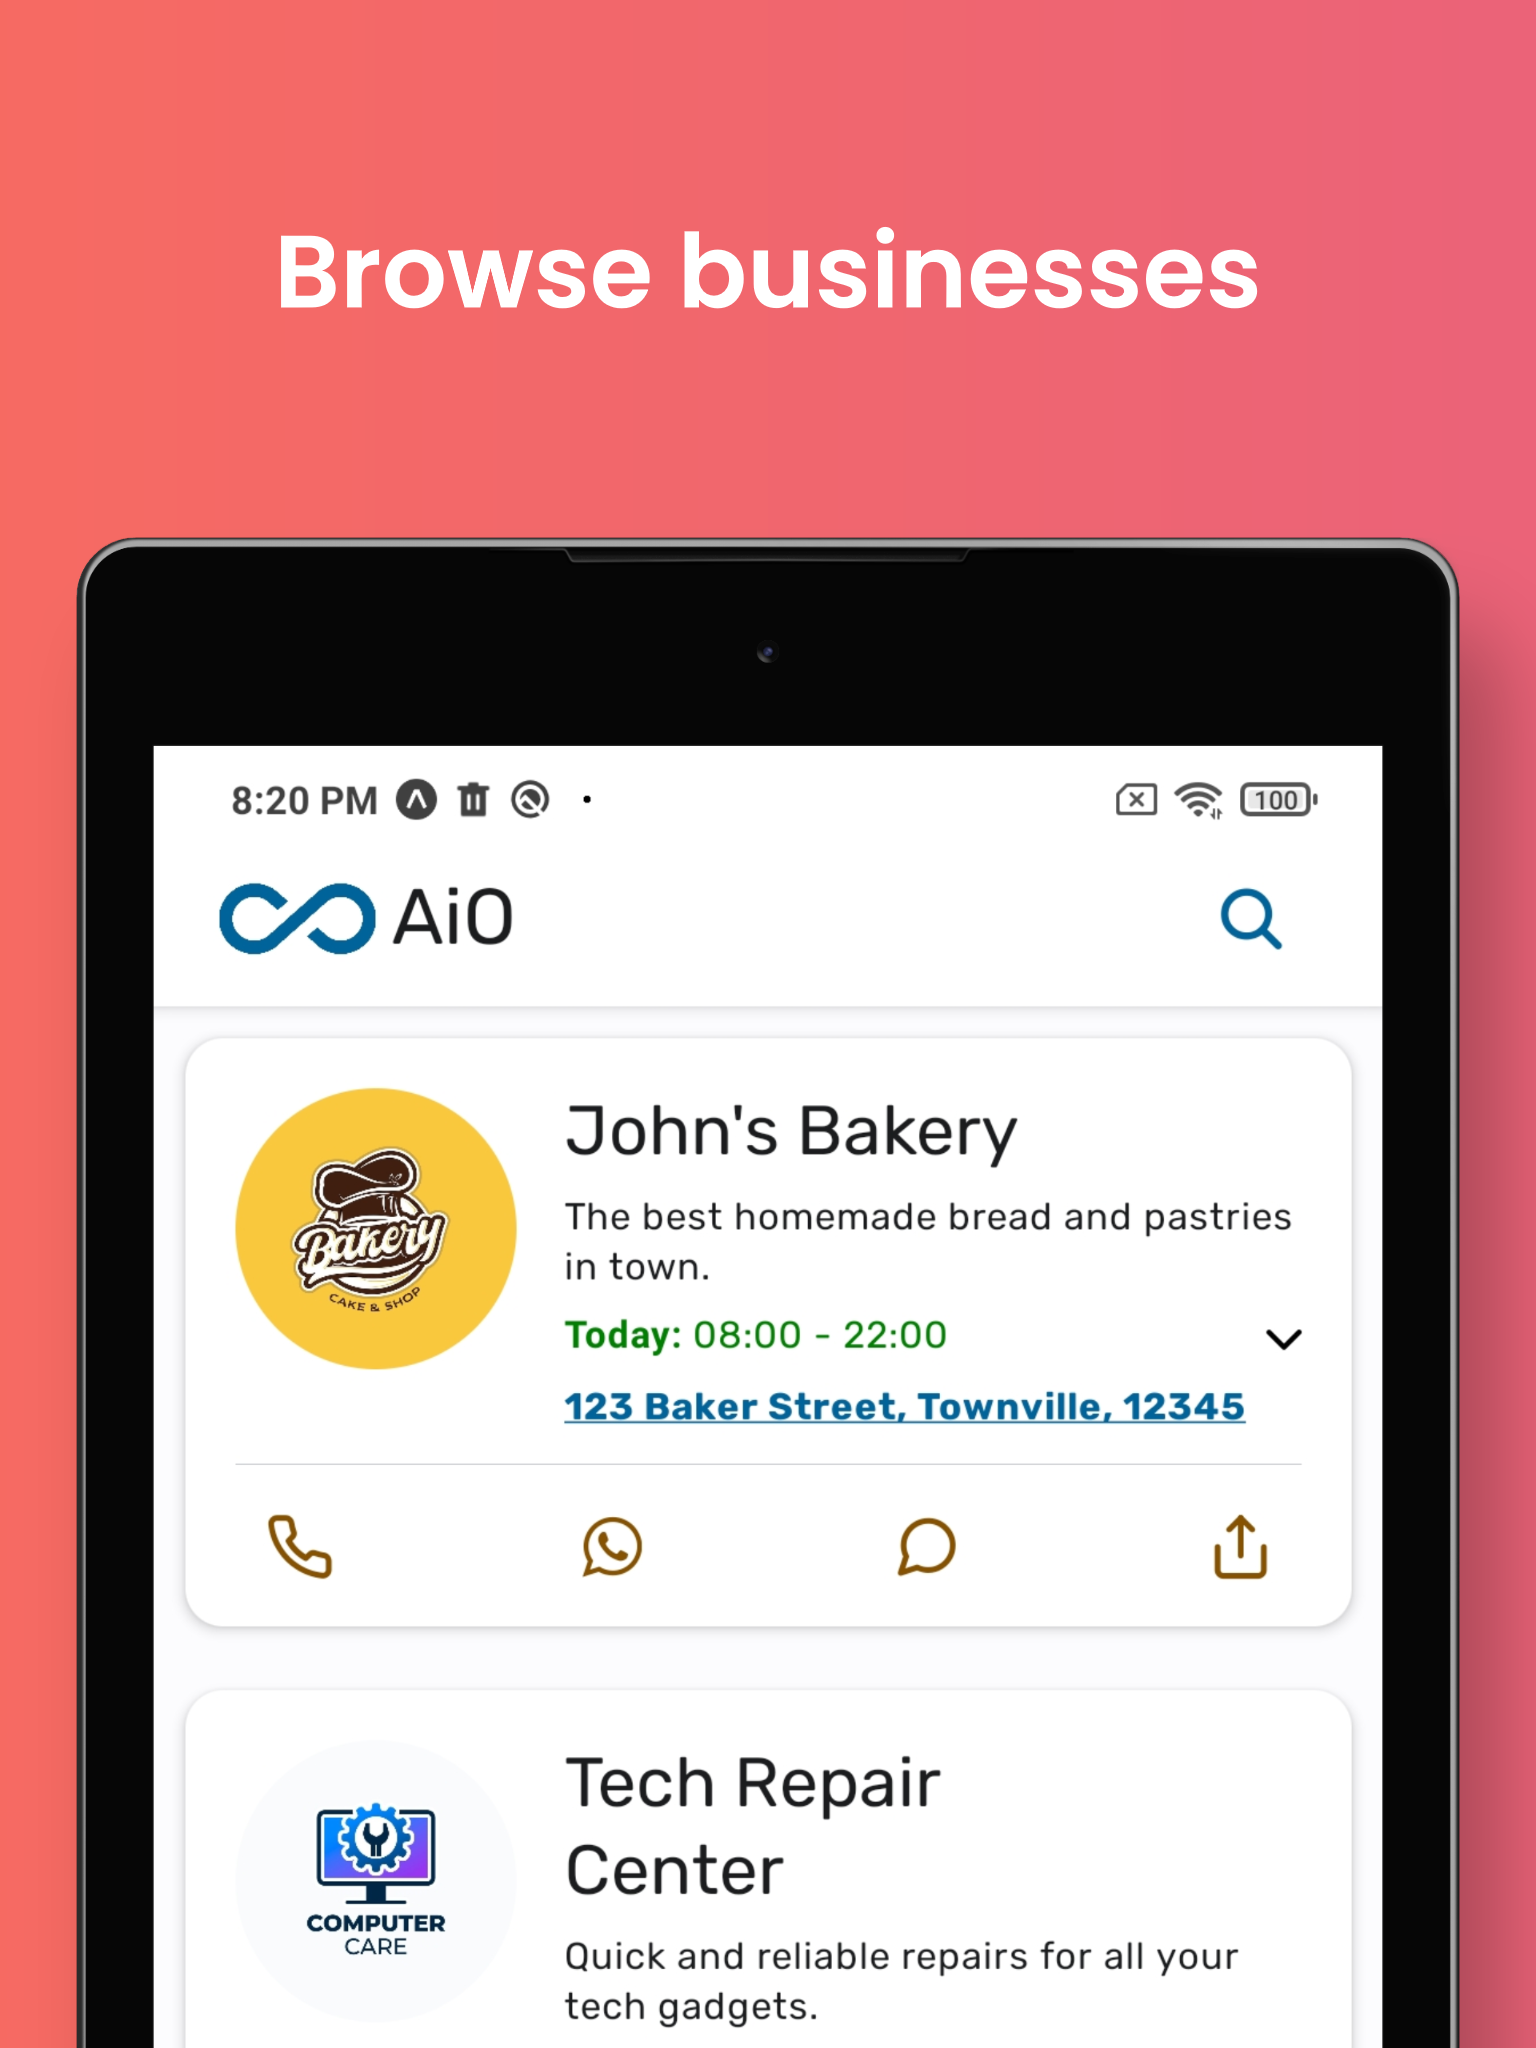 Browse businesses
8:20 PM
100
AiO
John's Bakery
Bakery
CAKE & SHOP
The best homemade bread and pastries
in town.
Today: 08:00 - 22:00
123 Baker Street, Townville, 12345
Tech Repair
Center
COMPUTER
CARE
Quick and reliable repairs for all your
tech gadgets.